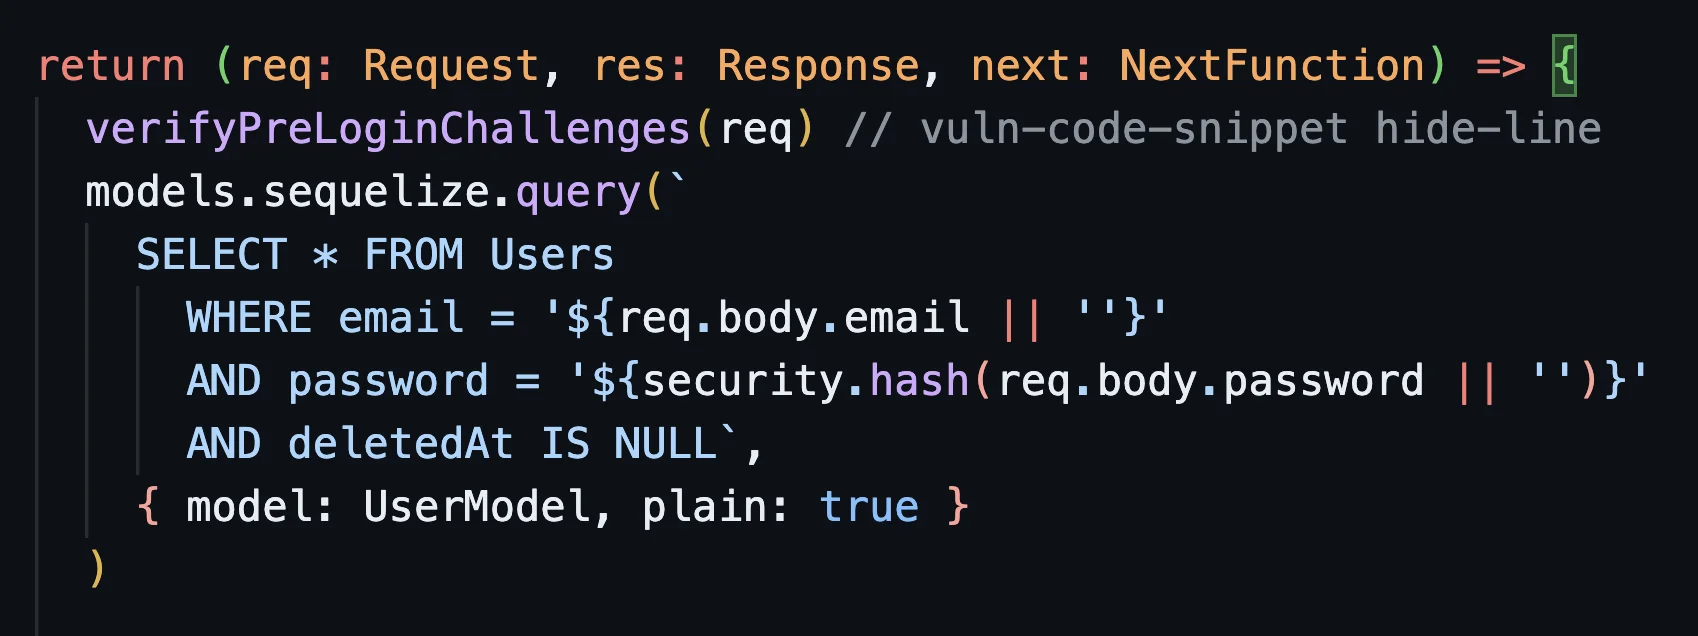 return (req: Request, res: Response, next: NextFunction) => {
verifyPreLoginChallenges(req) // vuln-code-snippet hide-line
models.sequelize.query(`
SELECT * FROM Users
WHERE email = '${req.body.email || ''}'
AND password = '${security.hash(req.body.password || '')}'
AND deletedAt IS NULL`,
{ model: UserModel, plain: true }
)